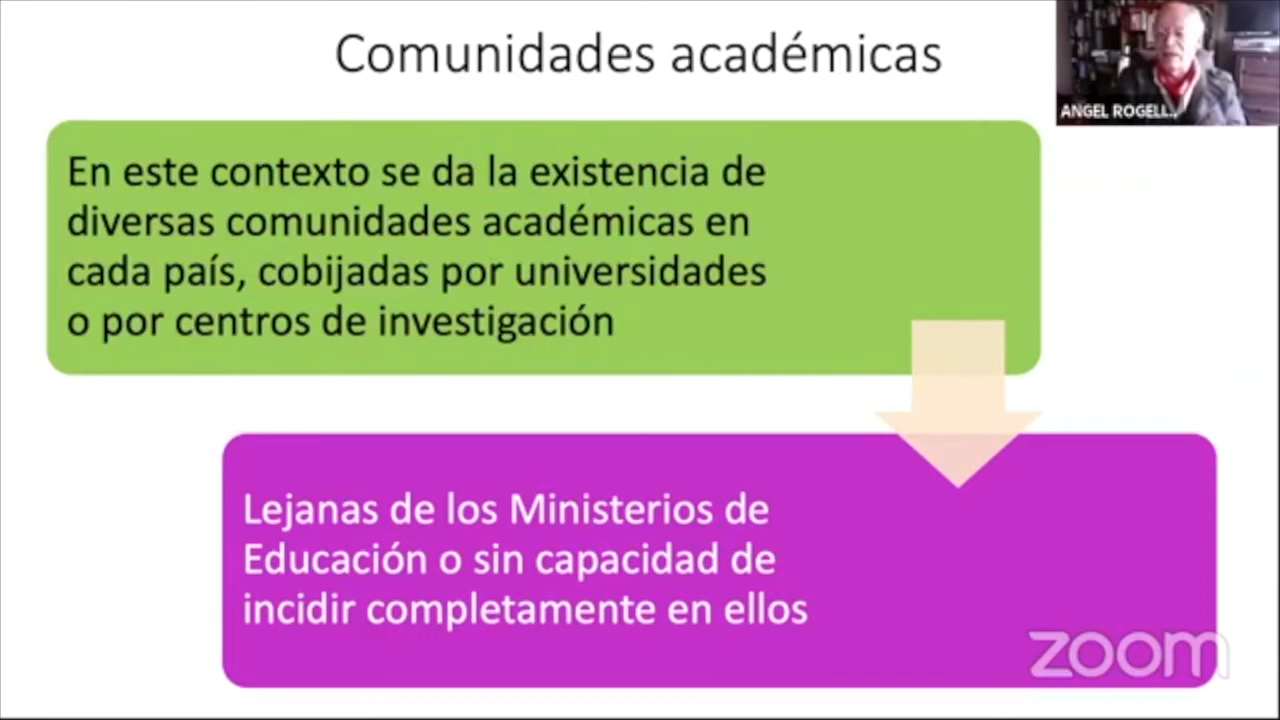 Comunidades académicas
ANGEL ROGELL..
En este contexto se da la existencia de
diversas comunidades académicas en
cada país, cobijadas por universidades
o por centros de investigación
Lejanas de los Ministerios de
Educación o sin capacidad de
incidir completamente en ellos
zoom